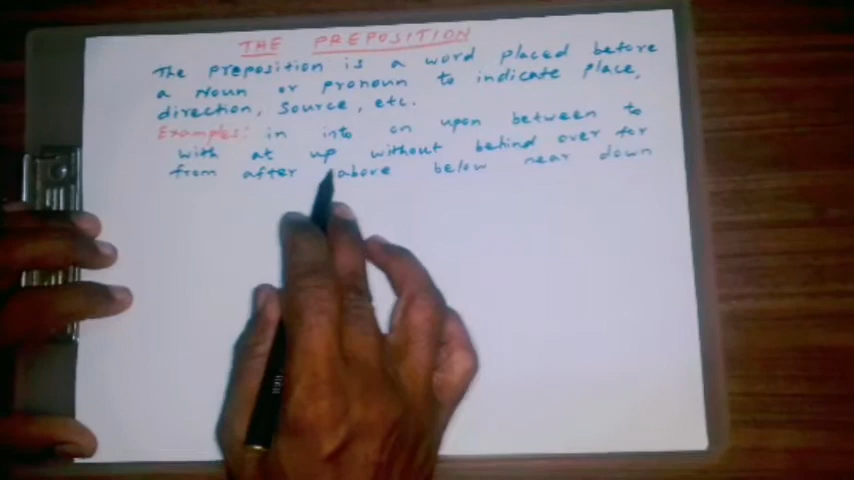 THE PREPOSITION
The preposition is a word placed before
a Noun or pronoun to indicate place,
direction, Source, etc.
Examples: in into on upon between to
with at up without behind over for
from after above below near down